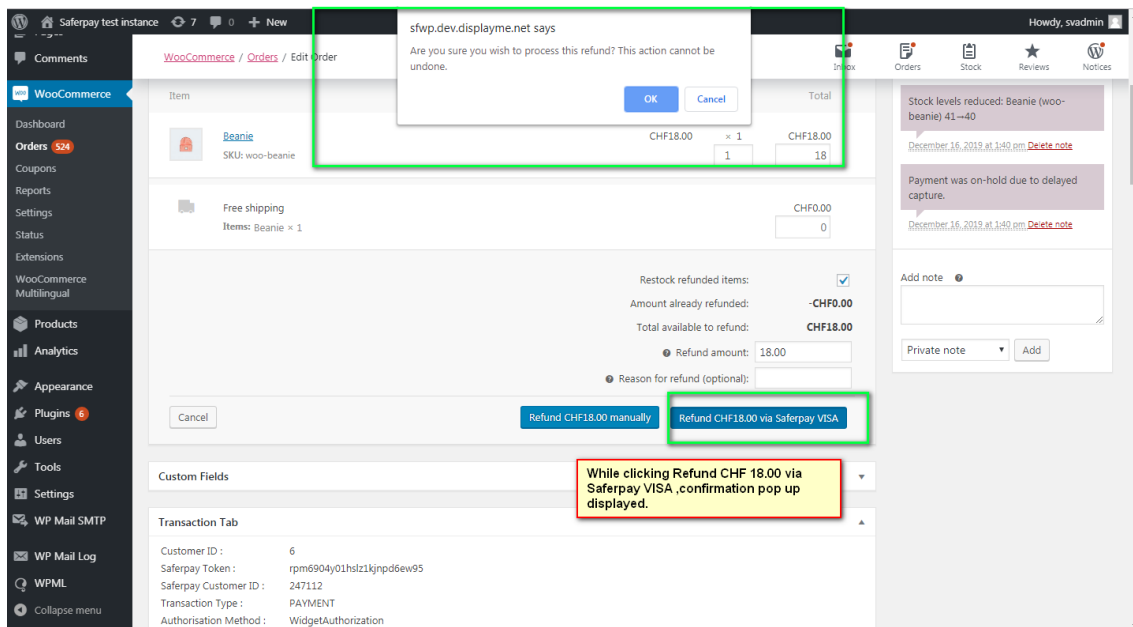 Saferpay test instance 7 0 New Howdy, svadmin
sfwp.dev.displayme.net says
Are you sure you wish to process this refund? This action cannot be
undone.
OK Cancel
Comments
WooCommerce
Dashboard
Orders 524
Coupons
Reports
Settings
Status
Extensions
WooCommerce
Multilingual
Products
Analytics
Appearance
Plugins 6
Users
Tools
Settings
WP Mail SMTP
WP Mail Log
WPML
Collapse menu
WooCommerce / Orders / Edit Order
Inbox Orders Stock Reviews Notices
Item Total
Beanie CHF18.00 × 1 CHF18.00
SKU: woo-beanie 1 18
Free shipping CHF0.00
Items: Beanie × 1 0
Restock refunded items:
Amount already refunded: -CHF0.00
Total available to refund: CHF18.00
Refund amount: 18.00
Reason for refund (optional):
Cancel Refund CHF18.00 manually Refund CHF18.00 via Saferpay VISA
While clicking Refund CHF 18.00 via
Saferpay VISA ,confirmation pop up
displayed.
Custom Fields
Transaction Tab
Customer ID : 6
Saferpay Token : rpm6904y01hslz1kjnpd6ew95
Saferpay Customer ID : 247112
Transaction Type : PAYMENT
Authorisation Method : WidgetAuthorization
Stock levels reduced: Beanie (woo-
beanie) 41→40
December 16, 2019 at 1:40 pm Delete note
Payment was on-hold due to delayed
capture.
December 16, 2019 at 1:40 pm Delete note
Add note
Private note Add